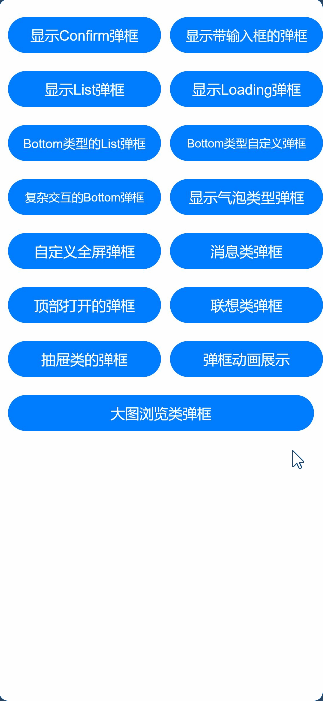 显示Confirm弹框
显示带输入框的弹框
显示List弹框
显示Loading弹框
Bottom类型的List弹框
Bottom类型自定义弹框
复杂交互的Bottom弹框
显示气泡类型弹框
自定义全屏弹框
消息类弹框
顶部打开的弹框
联想类弹框
抽屉类的弹框
弹框动画展示
大图浏览类弹框